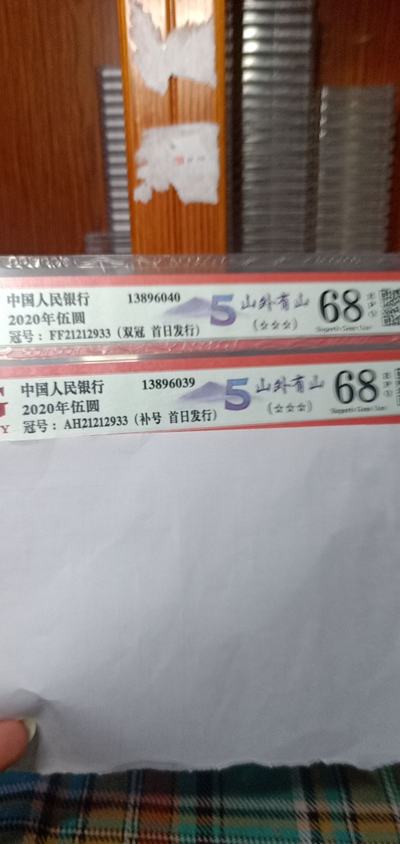 中国人民银行 13896040
2020年伍圆
冠号： FF21212933（双冠 首日发行）
5
山外有山
（☆☆☆）
68
中国人民银行 13896039
2020年伍圆
冠号： AH21212933（补号 首日发行）
5
山外有山
（☆☆☆）
68